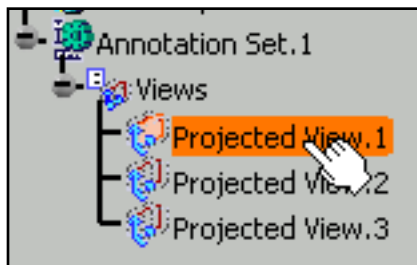 Annotation Set.1
Views
Projected View.1
Projected View.2
Projected View.3